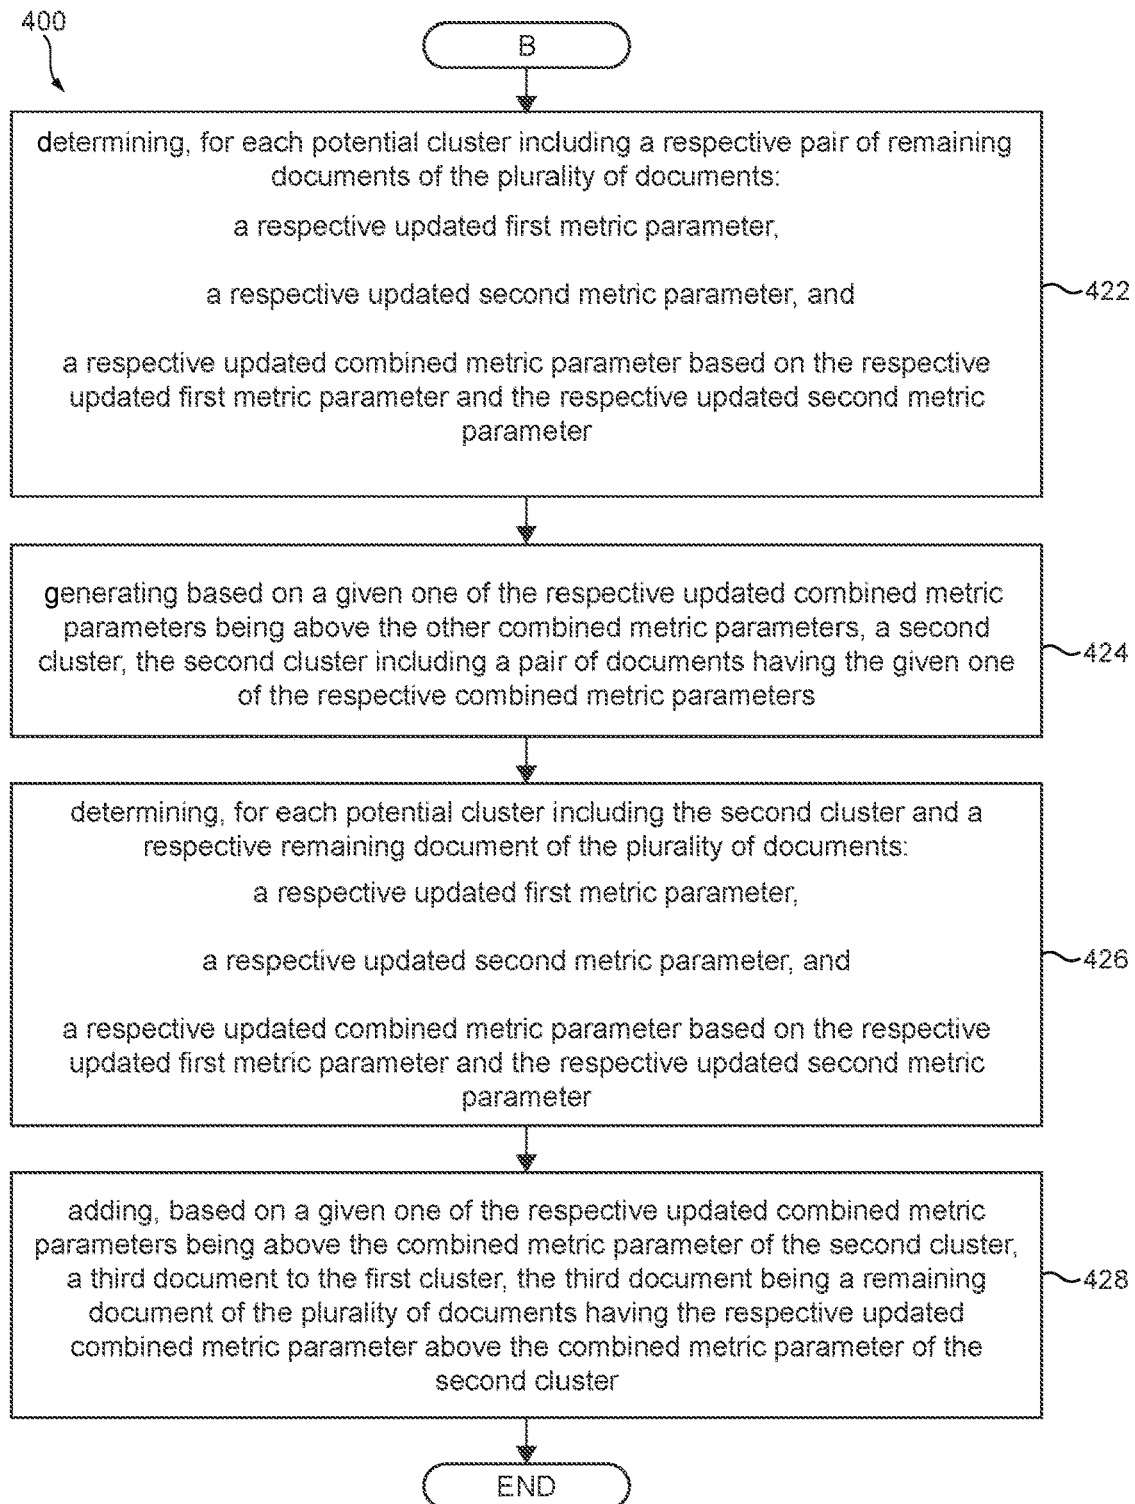 400
B
determining, for each potential cluster including a respective pair of remaining
documents of the plurality of documents:
a respective updated first metric parameter,
a respective updated second metric parameter, and
a respective updated combined metric parameter based on the respective
updated first metric parameter and the respective updated second metric
parameter
422
generating based on a given one of the respective updated combined metric
parameters being above the other combined metric parameters, a second
cluster, the second cluster including a pair of documents having the given one
of the respective combined metric parameters
424
determining, for each potential cluster including the second cluster and a
respective remaining document of the plurality of documents:
a respective updated first metric parameter,
a respective updated second metric parameter, and
a respective updated combined metric parameter based on the respective
updated first metric parameter and the respective updated second metric
parameter
426
adding, based on a given one of the respective updated combined metric
parameters being above the combined metric parameter of the second cluster,
a third document to the first cluster, the third document being a remaining
document of the plurality of documents having the respective updated
combined metric parameter above the combined metric parameter of the
second cluster
428
END